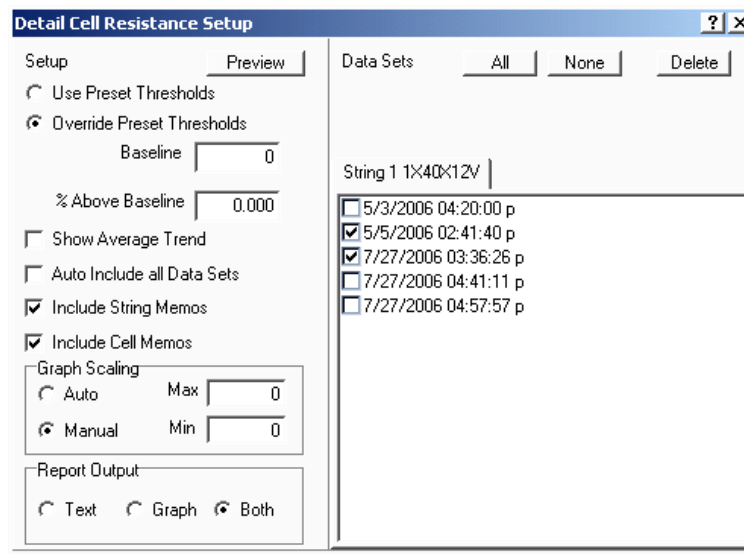 Detail Cell Resistance Setup ? ×
Setup Preview
Use Preset Thresholds
Override Preset Thresholds
Baseline 0
% Above Baseline 0.000
Show Average Trend
Auto Include all Data Sets
Include String Memos
Include Cell Memos
Graph Scaling
Auto Max 0
Manual Min 0
Report Output
Text Graph Both
Data Sets All None Delete
String 1 1X40X12V
5/3/2006 04:20:00 p
5/5/2006 02:41:40 p
7/27/2006 03:36:26 p
7/27/2006 04:41:11 p
7/27/2006 04:57:57 p